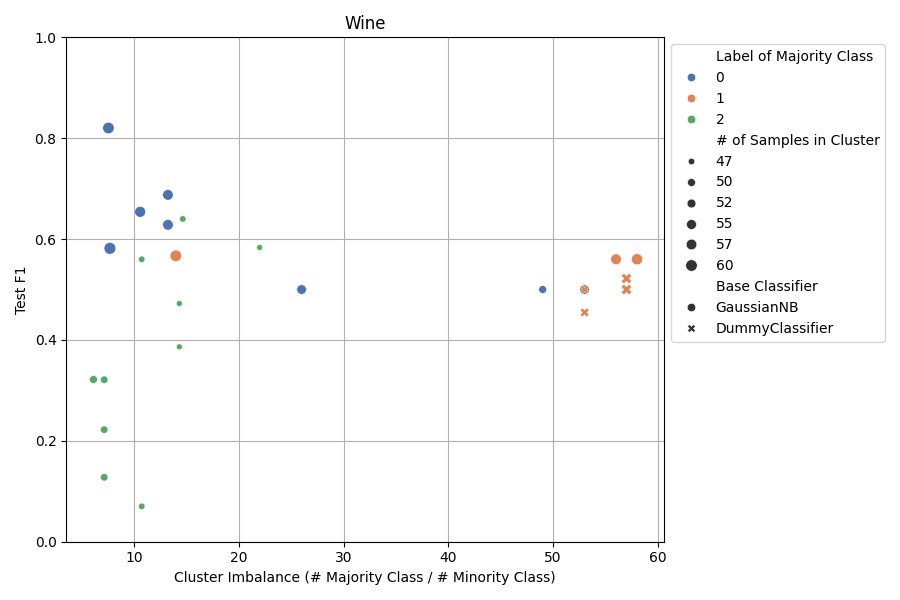 Wine
1.0
0.8
0.6
0.4
0.2
0.0
Test F1
10
20
30
40
50
60
Cluster Imbalance (# Majority Class / # Minority Class)
Label of Majority Class
0
1
2
# of Samples in Cluster
47
50
52
55
57
60
Base Classifier
GaussianNB
DummyClassifier